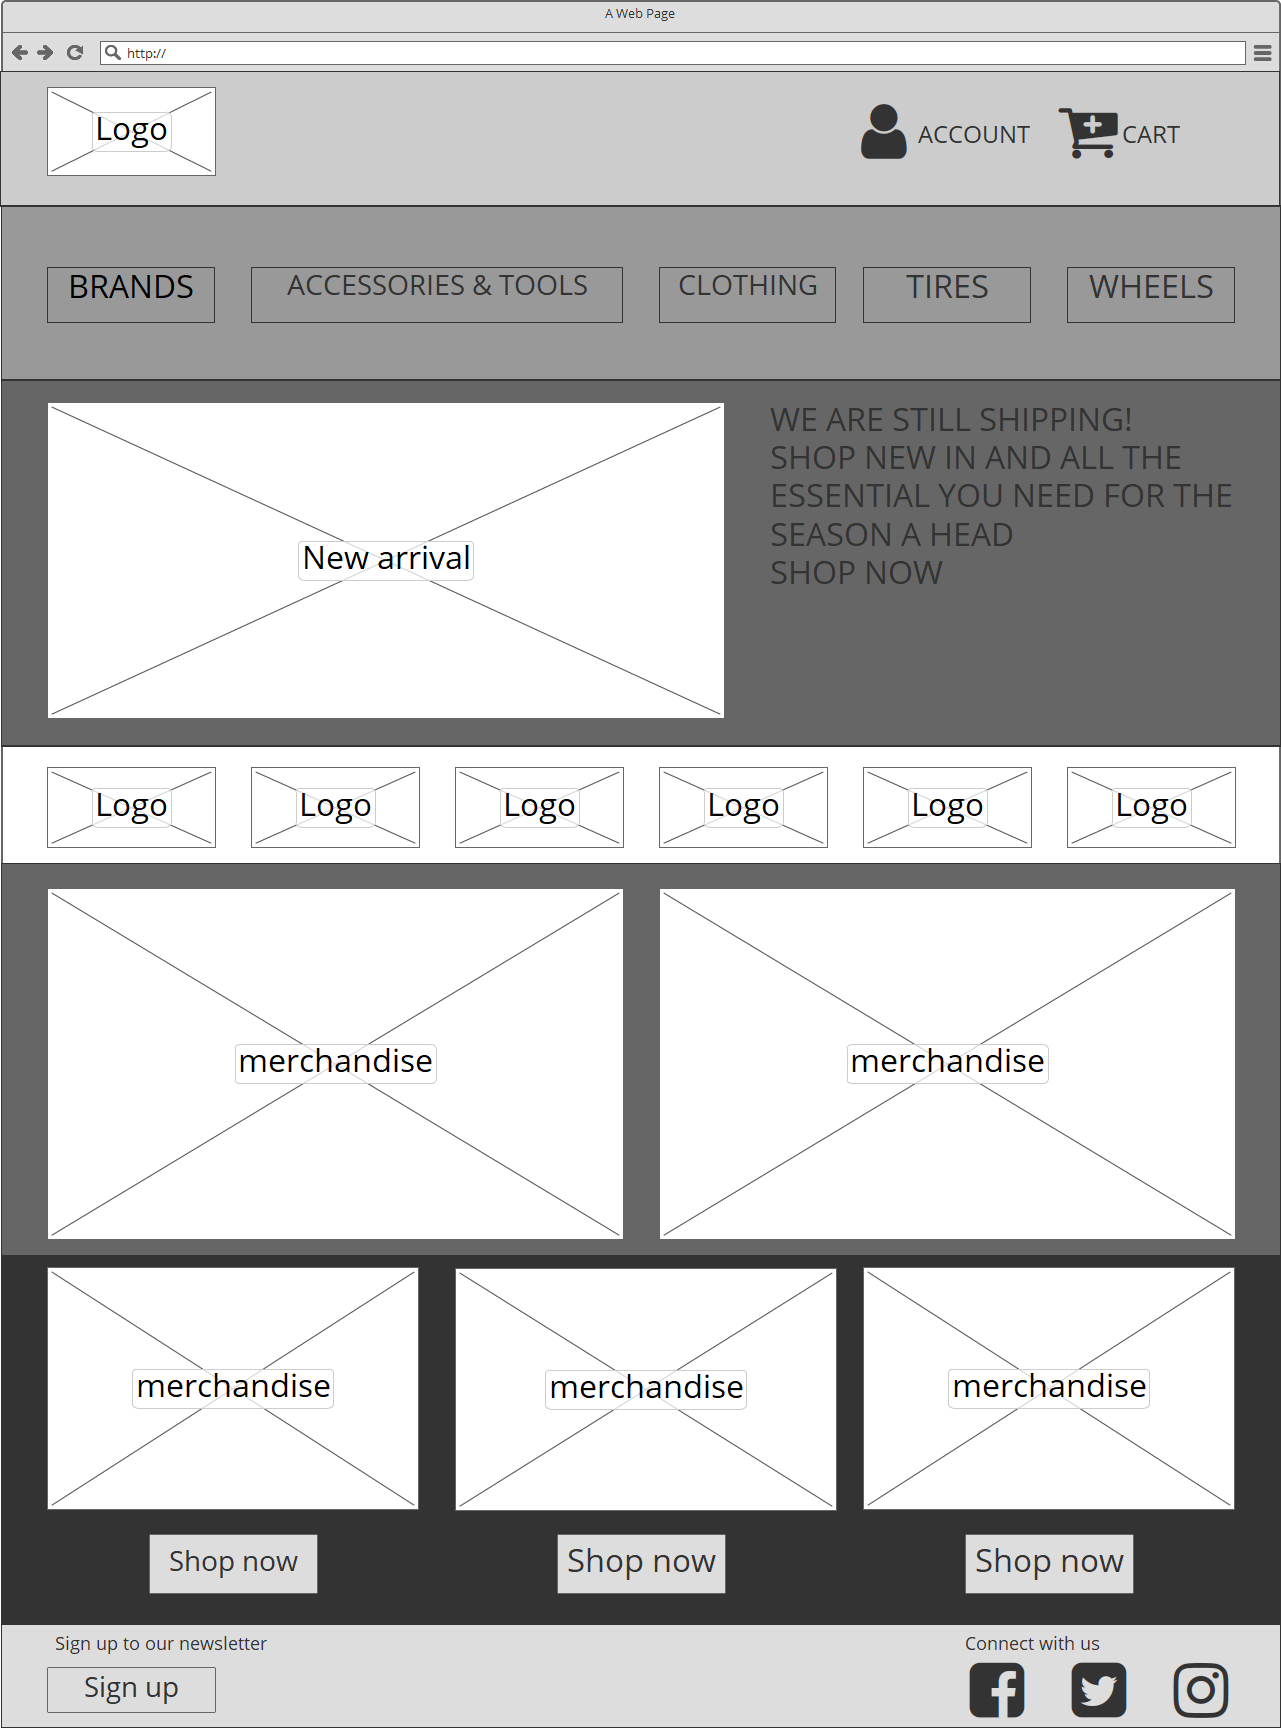 A Web Page
http://
Logo
ACCOUNT
CART
BRANDS
ACCESSORIES & TOOLS
CLOTHING
TIRES
WHEELS
New arrival
WE ARE STILL SHIPPING!
SHOP NEW IN AND ALL THE
ESSENTIAL YOU NEED FOR THE
SEASON A HEAD
SHOP NOW
Logo
Logo
Logo
Logo
Logo
Logo
merchandise
merchandise
merchandise
merchandise
merchandise
Shop now
Shop now
Shop now
Sign up to our newsletter
Sign up
Connect with us